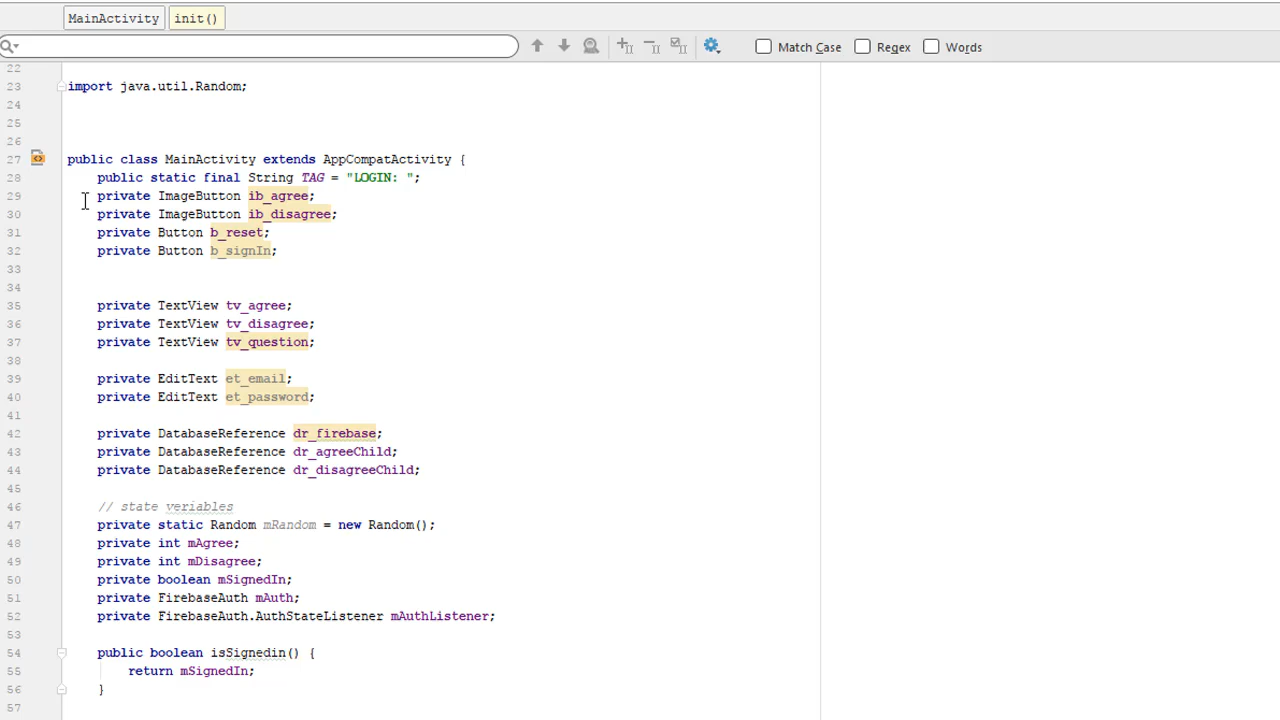 MainActivity init()
Match Case Regex Words
22
23 import java.util.Random;
24
25
26
27 public class MainActivity extends AppCompatActivity {
28 public static final String TAG = "LOGIN: ";
29 private ImageButton ib_agree;
30 private ImageButton ib_disagree;
31 private Button b_reset;
32 private Button b_signIn;
33
34
35 private TextView tv_agree;
36 private TextView tv_disagree;
37 private TextView tv_question;
38
39 private EditText et_email;
40 private EditText et_password;
41
42 private DatabaseReference dr_firebase;
43 private DatabaseReference dr_agreeChild;
44 private DatabaseReference dr_disagreeChild;
45
46 // state veriables
47 private static Random mRandom = new Random();
48 private int mAgree;
49 private int mDisagree;
50 private boolean mSignedIn;
51 private FirebaseAuth mAuth;
52 private FirebaseAuth.AuthStateListener mAuthListener;
53
54 public boolean isSignedin() {
55 return mSignedIn;
56 }
57